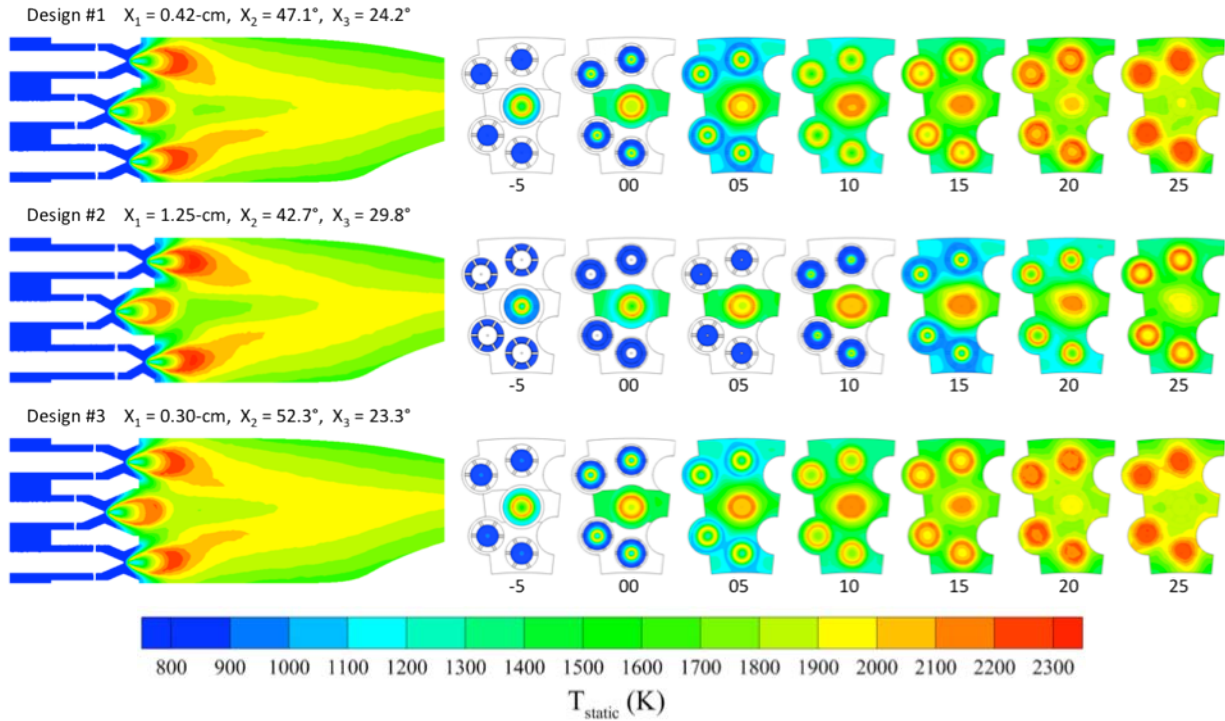 Design #1 X₁ = 0.42-cm, X₂ = 47.1°, X₃ = 24.2°
-5 00 05 10 15 20 25
Design #2 X₁ = 1.25-cm, X₂ = 42.7°, X₃ = 29.8°
-5 00 05 10 15 20 25
Design #3 X₁ = 0.30-cm, X₂ = 52.3°, X₃ = 23.3°
-5 00 05 10 15 20 25
800 900 1000 1100 1200 1300 1400 1500 1600 1700 1800 1900 2000 2100 2200 2300
T_static (K)